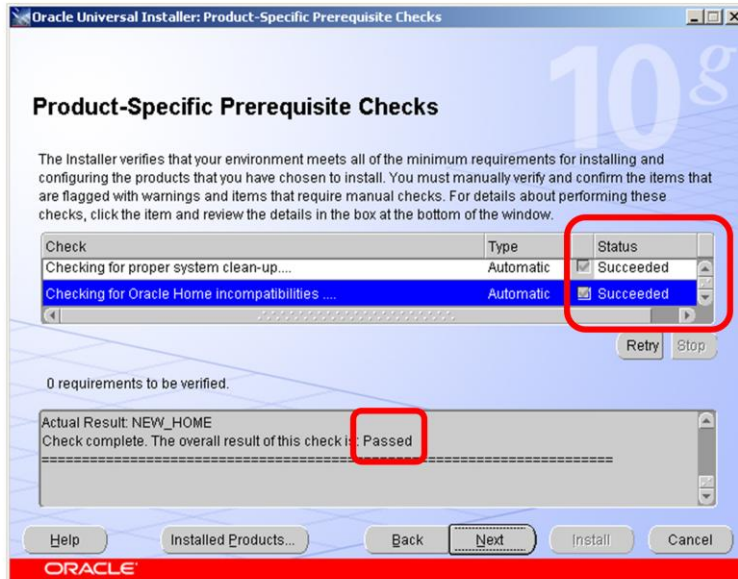 Oracle Universal Installer: Product-Specific Prerequisite Checks
10g
Product-Specific Prerequisite Checks
The Installer verifies that your environment meets all of the minimum requirements for installing and
configuring the products that you have chosen to install. You must manually verify and confirm the items that
are flagged with warnings and items that require manual checks. For details about performing these
checks, click the item and review the details in the box at the bottom of the window.
Check Type Status
Checking for proper system clean-up.... Automatic Succeeded
Checking for Oracle Home incompatibilities .... Automatic Succeeded
Retry Stop
0 requirements to be verified.
Actual Result: NEW_HOME
Check complete. The overall result of this check is: Passed
========================================================================
Help Installed Products... Back Next Install Cancel
ORACLE